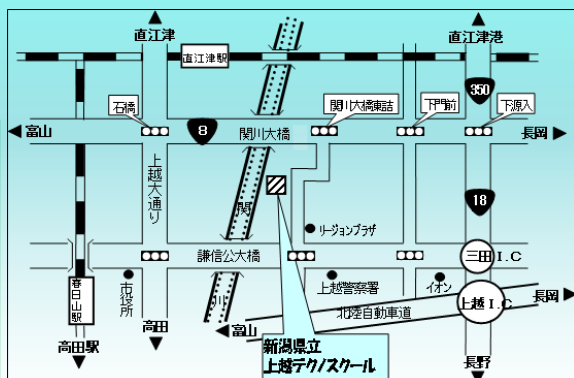 直江津
直江津港
直江津駅
350
石橋
関川大橋東詰
下門前
下源入
富山
8
関川大橋
長岡
上越大通り
18
関
リージョンプラザ
謙信公大橋
三田 I.C
春日山駅
市役所
上越警察署
イオン
川
北陸自動車道
上越 I.C
長岡
高田
富山
高田駅
新潟県立
上越テクノスクール
長野